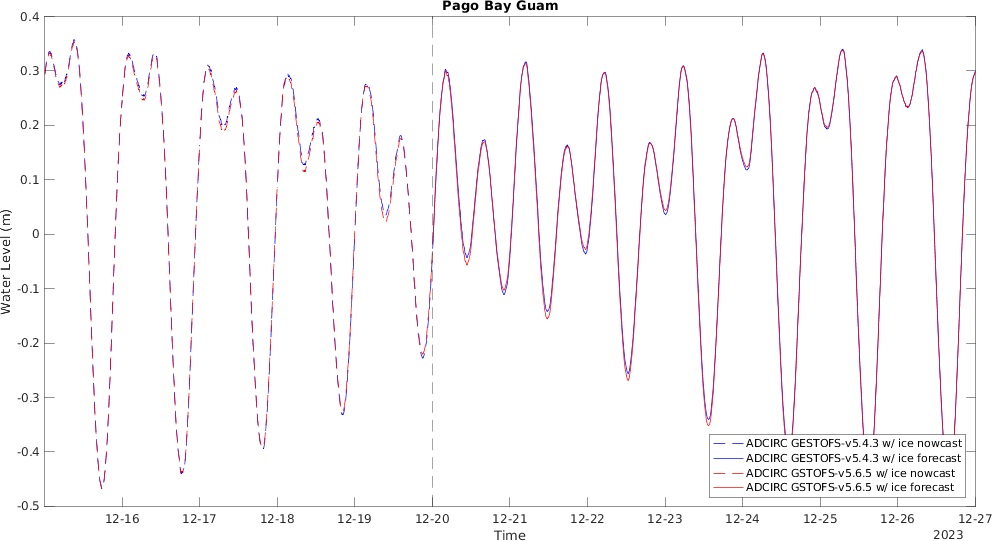 Pago Bay Guam
0.4
0.3
0.2
0.1
0
-0.1
-0.2
-0.3
-0.4
-0.5
Water Level (m)
ADCIRC GESTOFS-v5.4.3 w/ ice nowcast
ADCIRC GESTOFS-v5.4.3 w/ ice forecast
ADCIRC GSTOFS-v5.6.5 w/ ice nowcast
ADCIRC GSTOFS-v5.6.5 w/ ice forecast
12-16 12-17 12-18 12-19 12-20 12-21 12-22 12-23 12-24 12-25 12-26 12-27
Time
2023